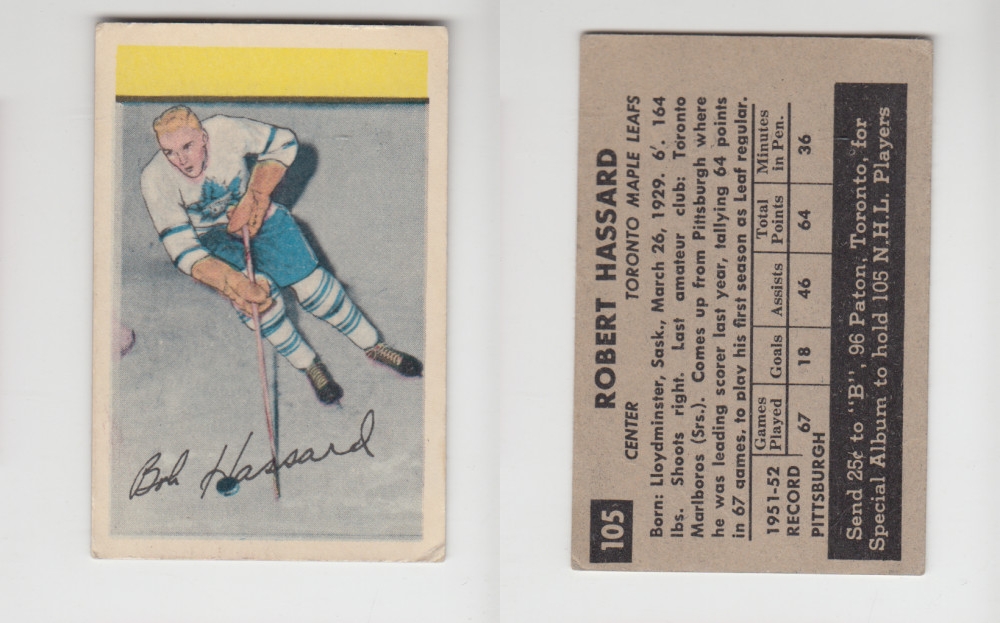 Bob Hassard
105
ROBERT HASSARD
CENTER TORONTO MAPLE LEAFS
Born: Lloydminster, Sask., March 26, 1929. 6'. 164
lbs. Shoots right. Last amateur club: Toronto
Marlboros (Srs.). Comes up from Pittsburgh where
he was leading scorer last year, tallying 64 points
in 67 games, to play his first season as Leaf regular.
1951-52 Games Goals Assists Total Minutes
RECORD Played Points in Pen.
PITTSBURGH 67 18 46 64 36
Send 25¢ to "B", 96 Paton, Toronto, for
Special Album to hold 105 N.H.L. Players